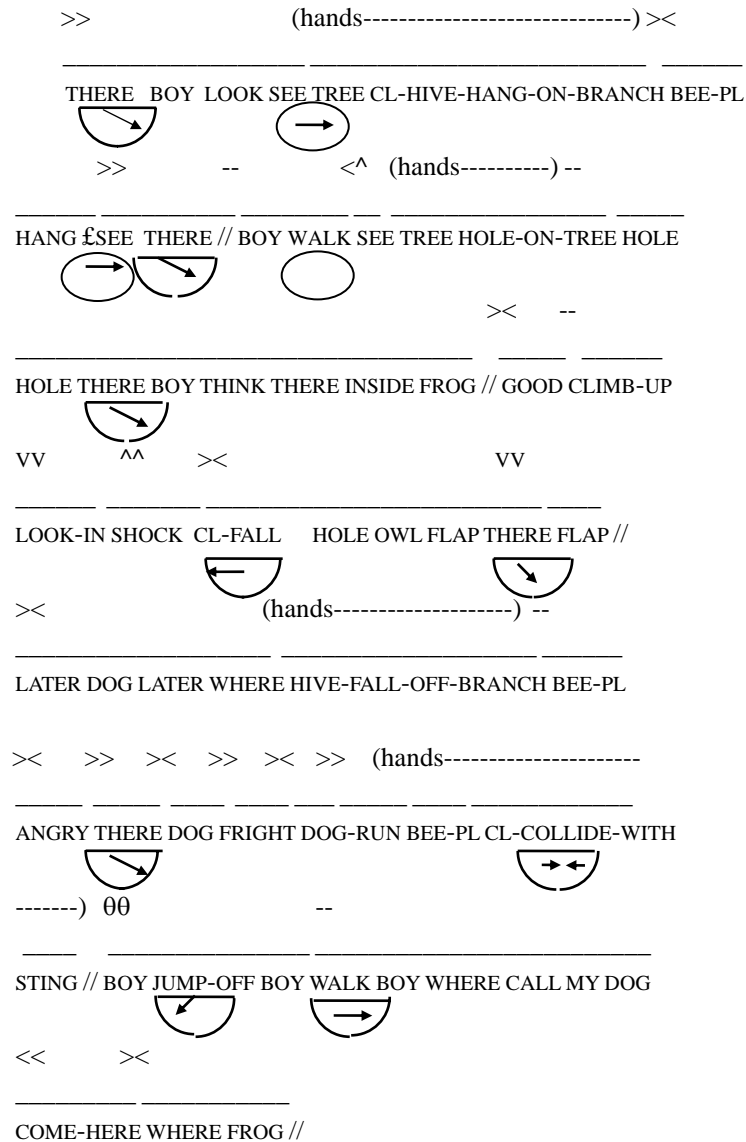 >> (hands------------------------------) ><
THERE BOY LOOK SEE TREE CL-HIVE-HANG-ON-BRANCH BEE-PL
>> -- <^ (hands----------) --
HANG £SEE THERE // BOY WALK SEE TREE HOLE-ON-TREE HOLE
>< --
HOLE THERE BOY THINK THERE INSIDE FROG // GOOD CLIMB-UP
VV ^^ >< VV
LOOK-IN SHOCK CL-FALL HOLE OWL FLAP THERE FLAP //
>< (hands--------------------) --
LATER DOG LATER WHERE HIVE-FALL-OFF-BRANCH BEE-PL
>< >> >< >> >< >> (hands----------------------
ANGRY THERE DOG FRIGHT DOG-RUN BEE-PL CL-COLLIDE-WITH
-------) θθ --
STING // BOY JUMP-OFF BOY WALK BOY WHERE CALL MY DOG
<< ><
COME-HERE WHERE FROG //